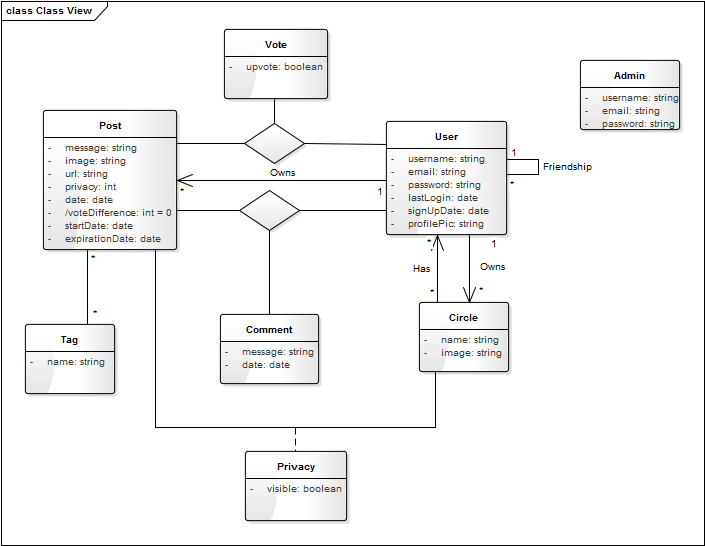 class Class View
Vote
- upvote: boolean
Admin
- username: string
- email: string
- password: string
Post
- message: string
- image: string
- url: string
- privacy: int
- date: date
- /voteDifference: int = 0
- startDate: date
- expirationDate: date
User
- username: string
- email: string
- password: string
- lastLogin: date
- signUpDate: date
- profilePic: string
1
Friendship
*
Owns
*
1
*
1
Has
Owns
*
*
*
*
Tag
- name: string
Comment
- message: string
- date: date
Circle
- name: string
- image: string
Privacy
- visible: boolean